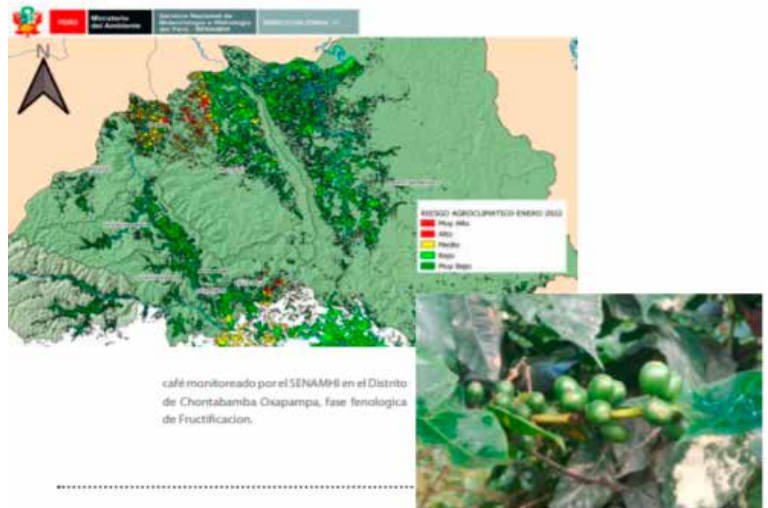 PERÚ
Ministerio
del Ambiente
Servicio Nacional de
Meteorología e Hidrología
del Perú - SENAMHI
N
RIESGO AGROCLIMATICO ENERO 2022
Muy Alto
Alto
Medio
Bajo
Muy Bajo
café monitoreado por el SENAMHI en el Distrito
de Chontabamba Oxapampa, fase fenologica
de Fructificacion.